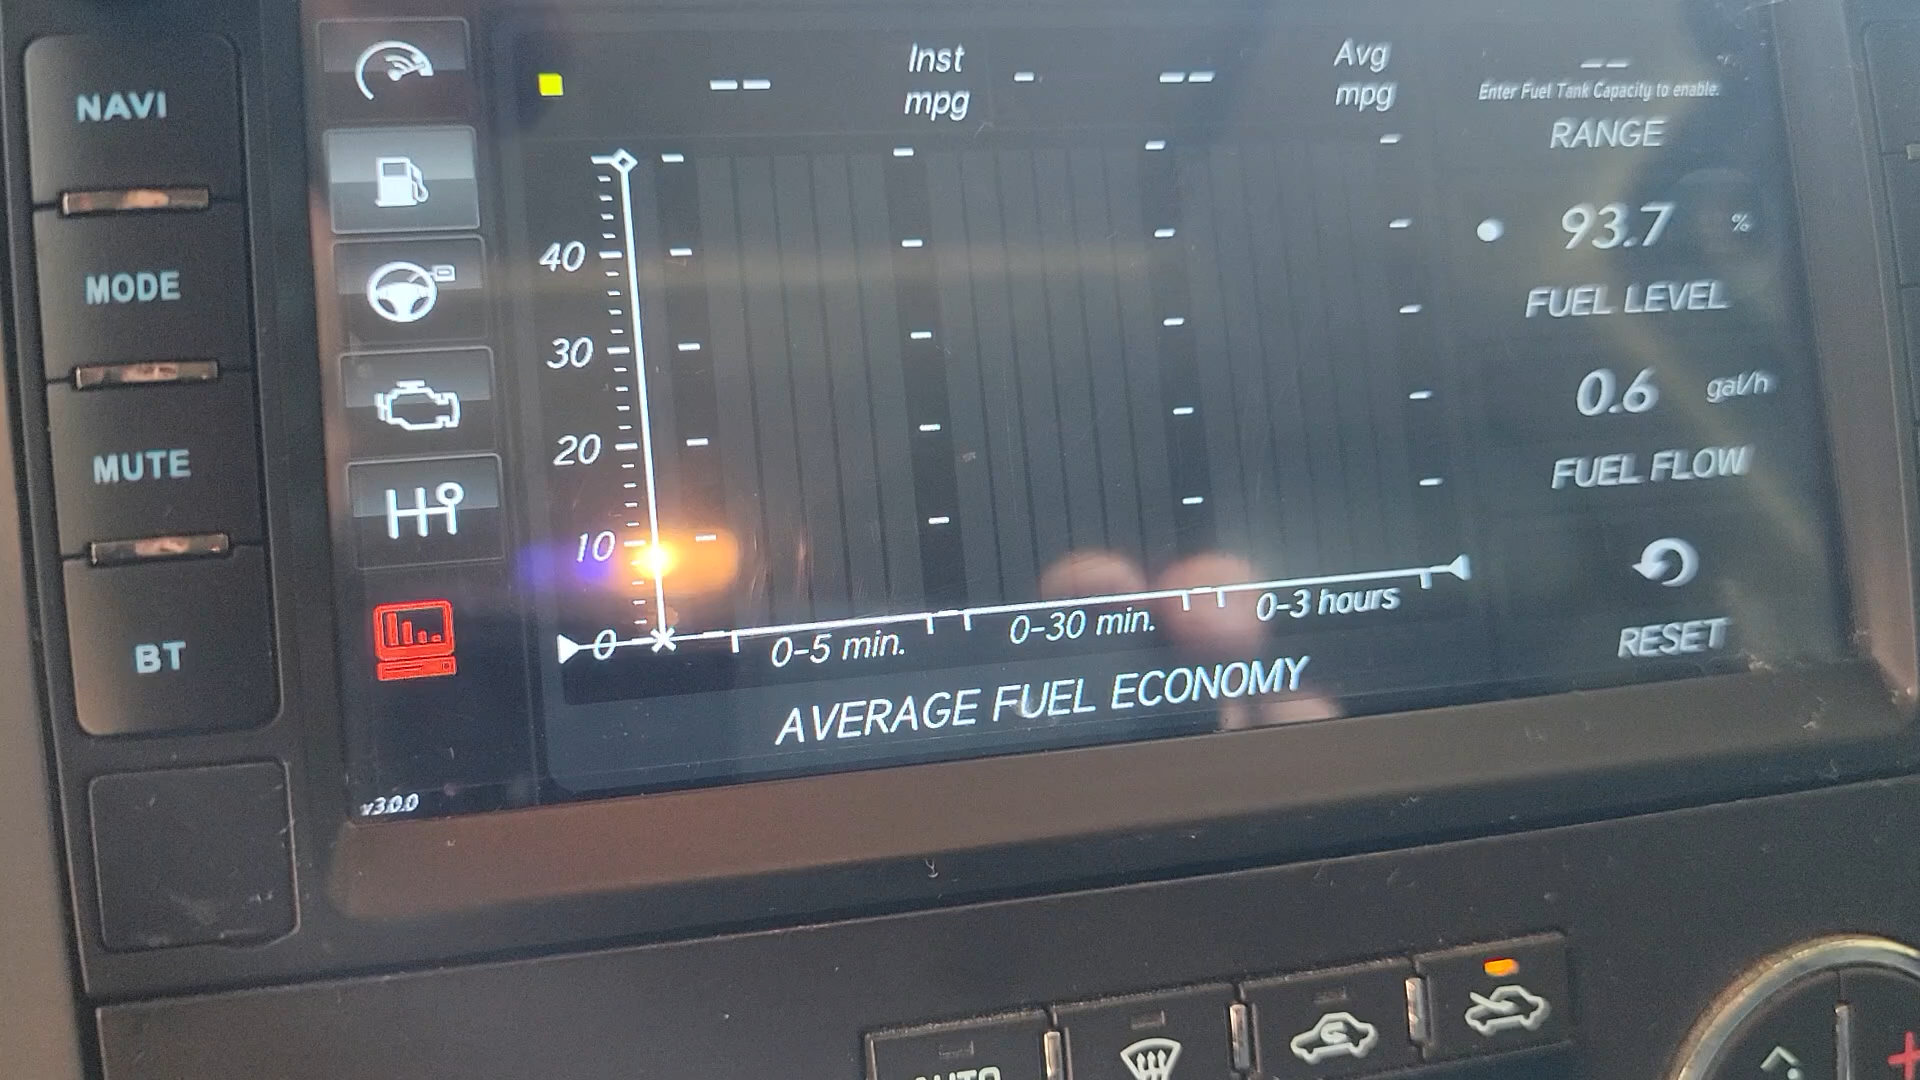 NAVI
MODE
MUTE
BT
-- Inst mpg
- -- Avg mpg
--
Enter Fuel Tank Capacity to enable.
RANGE
93.7 %
FUEL LEVEL
0.6 gal/h
FUEL FLOW
RESET
40
30
20
10
0
0-5 min.
0-30 min.
0-3 hours
AVERAGE FUEL ECONOMY
v3.0.0
AUTO